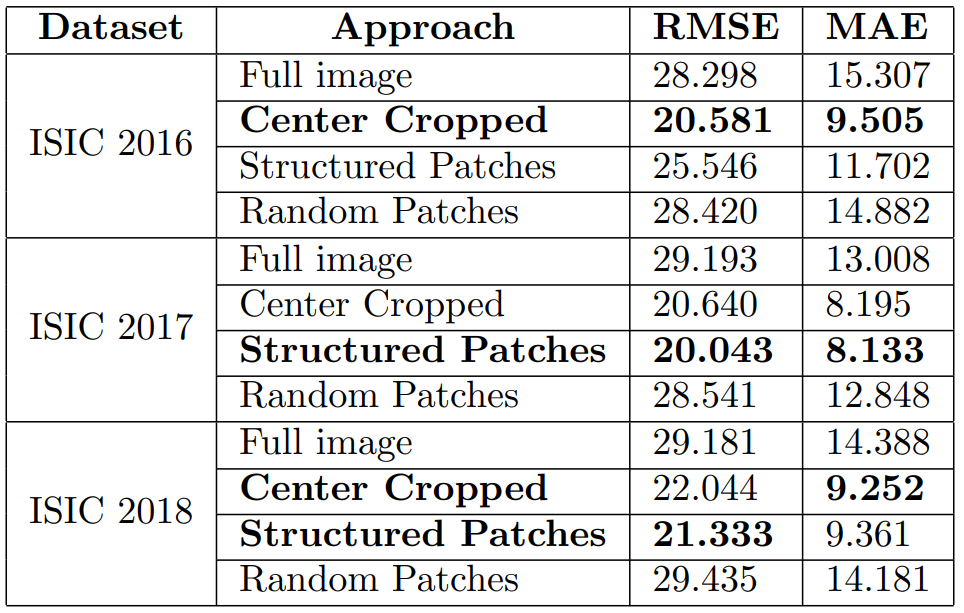 Dataset Approach RMSE MAE
ISIC 2016
Full image 28.298 15.307
Center Cropped 20.581 9.505
Structured Patches 25.546 11.702
Random Patches 28.420 14.882
ISIC 2017
Full image 29.193 13.008
Center Cropped 20.640 8.195
Structured Patches 20.043 8.133
Random Patches 28.541 12.848
ISIC 2018
Full image 29.181 14.388
Center Cropped 22.044 9.252
Structured Patches 21.333 9.361
Random Patches 29.435 14.181